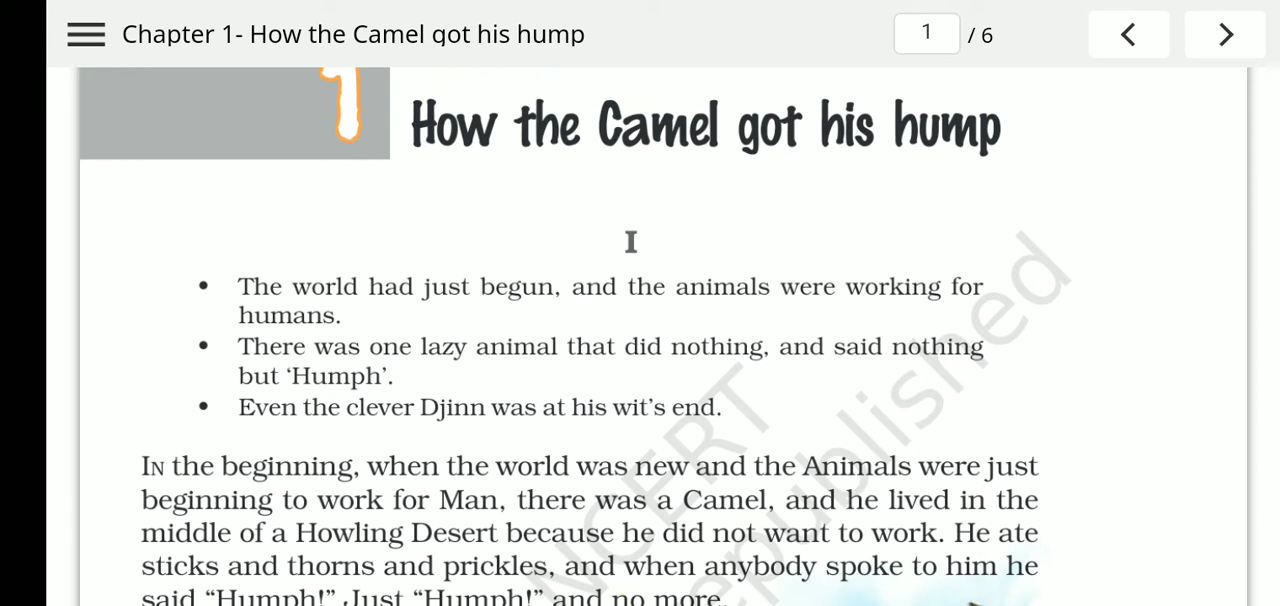 Chapter 1- How the Camel got his hump
1 / 6
1
How the Camel got his hump
I
• The world had just begun, and the animals were working for
humans.
• There was one lazy animal that did nothing, and said nothing
but ‘Humph’.
• Even the clever Djinn was at his wit’s end.
IN the beginning, when the world was new and the Animals were just
beginning to work for Man, there was a Camel, and he lived in the
middle of a Howling Desert because he did not want to work. He ate
sticks and thorns and prickles, and when anybody spoke to him he
said “Humph!” Just “Humph!” and no more.
NCERT
epublished